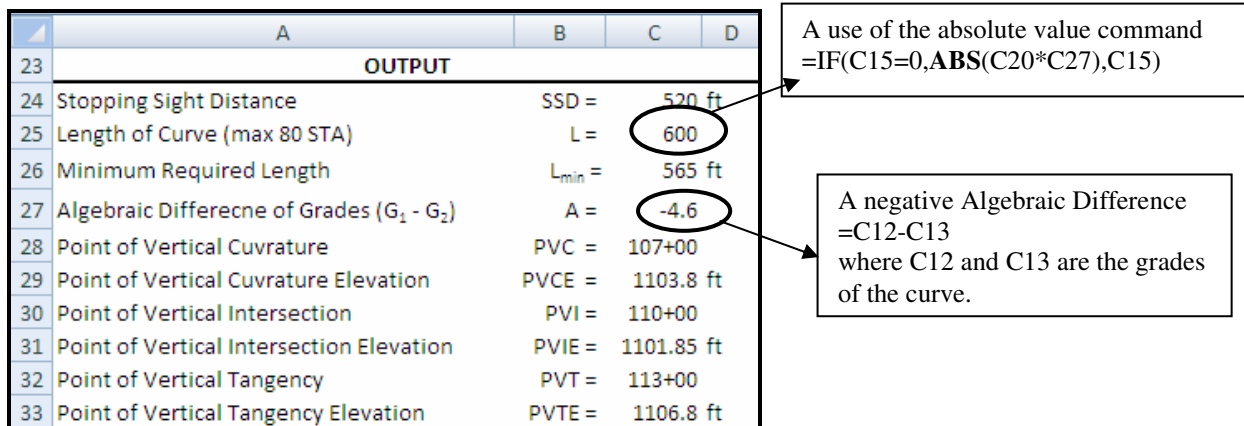 A B C D
23 OUTPUT
24 Stopping Sight Distance SSD = 520 ft
25 Length of Curve (max 80 STA) L = 600
26 Minimum Required Length Lmin = 565 ft
27 Algebraic Differecne of Grades (G1 - G2) A = -4.6
28 Point of Vertical Cuvrature PVC = 107+00
29 Point of Vertical Cuvrature Elevation PVCE = 1103.8 ft
30 Point of Vertical Intersection PVI = 110+00
31 Point of Vertical Intersection Elevation PVIE = 1101.85 ft
32 Point of Vertical Tangency PVT = 113+00
33 Point of Vertical Tangency Elevation PVTE = 1106.8 ft
A use of the absolute value command
=IF(C15=0,ABS(C20*C27),C15)
A negative Algebraic Difference
=C12-C13
where C12 and C13 are the grades
of the curve.